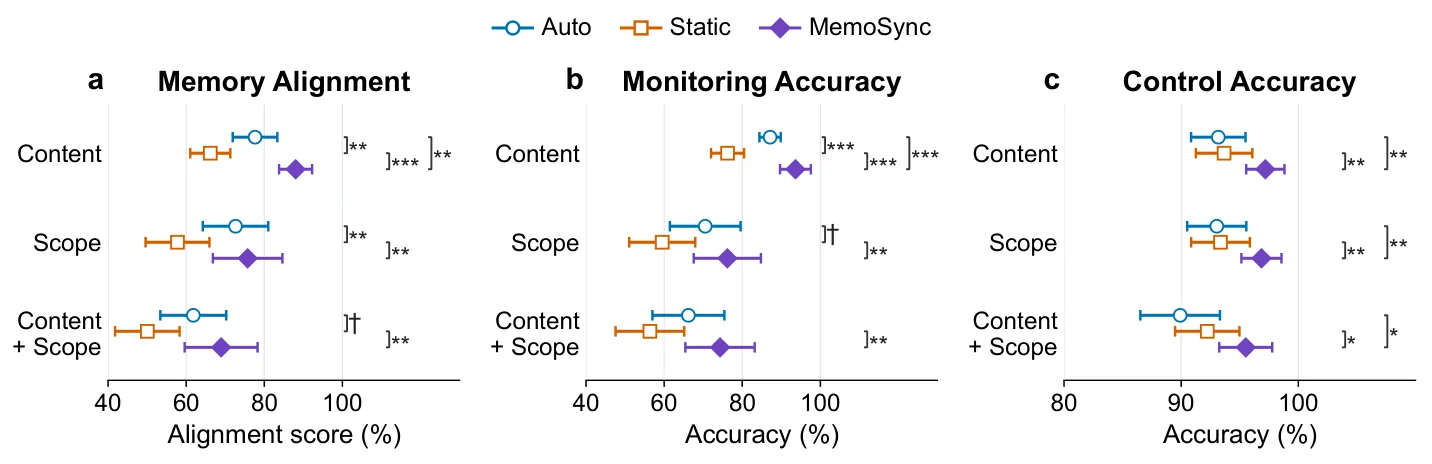 Auto Static MemoSync
a Memory Alignment
Content ** *** **
Scope ** **
Content
+ Scope † **
40 60 80 100
Alignment score (%)
b Monitoring Accuracy
Content *** *** ***
Scope † **
Content
+ Scope **
40 60 80 100
Accuracy (%)
c Control Accuracy
Content ** **
Scope ** **
Content
+ Scope * *
80 90 100
Accuracy (%)